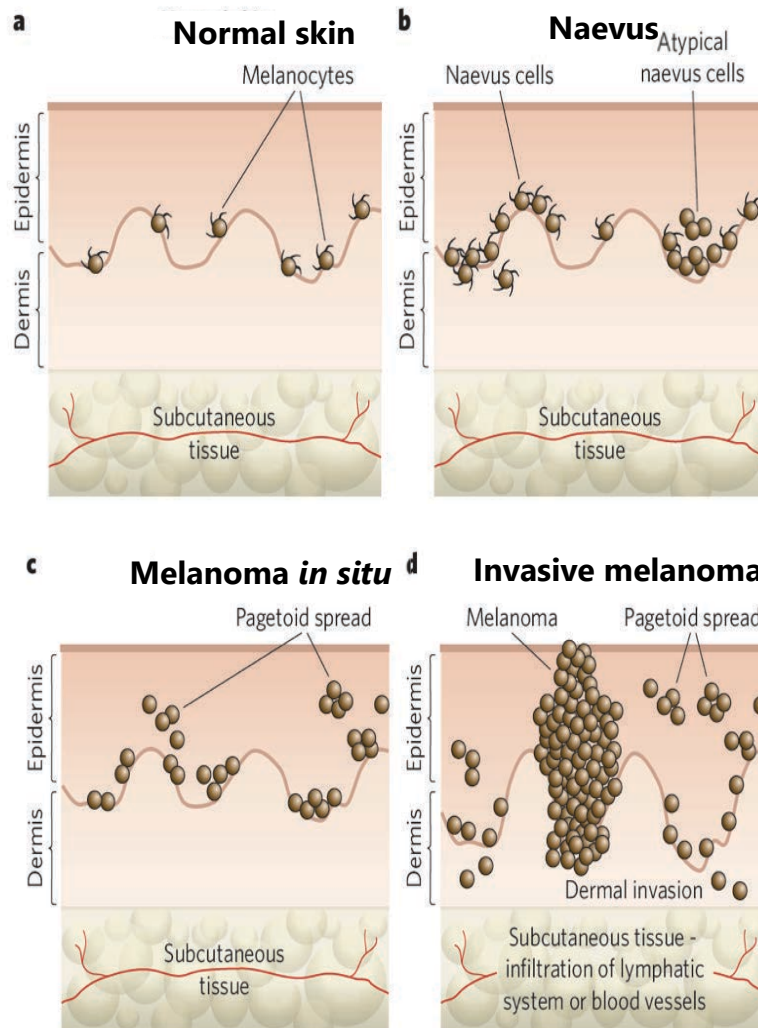 a
Normal skin
Melanocytes
Epidermis
Dermis
Subcutaneous
tissue
b
Naevus
Naevus cells
Atypical
naevus cells
Epidermis
Dermis
Subcutaneous
tissue
c
Melanoma in situ
Pagetoid spread
Epidermis
Dermis
Subcutaneous
tissue
d
Invasive melanoma
Melanoma
Pagetoid spread
Epidermis
Dermis
Dermal invasion
Subcutaneous tissue -
infiltration of lymphatic
system or blood vessels